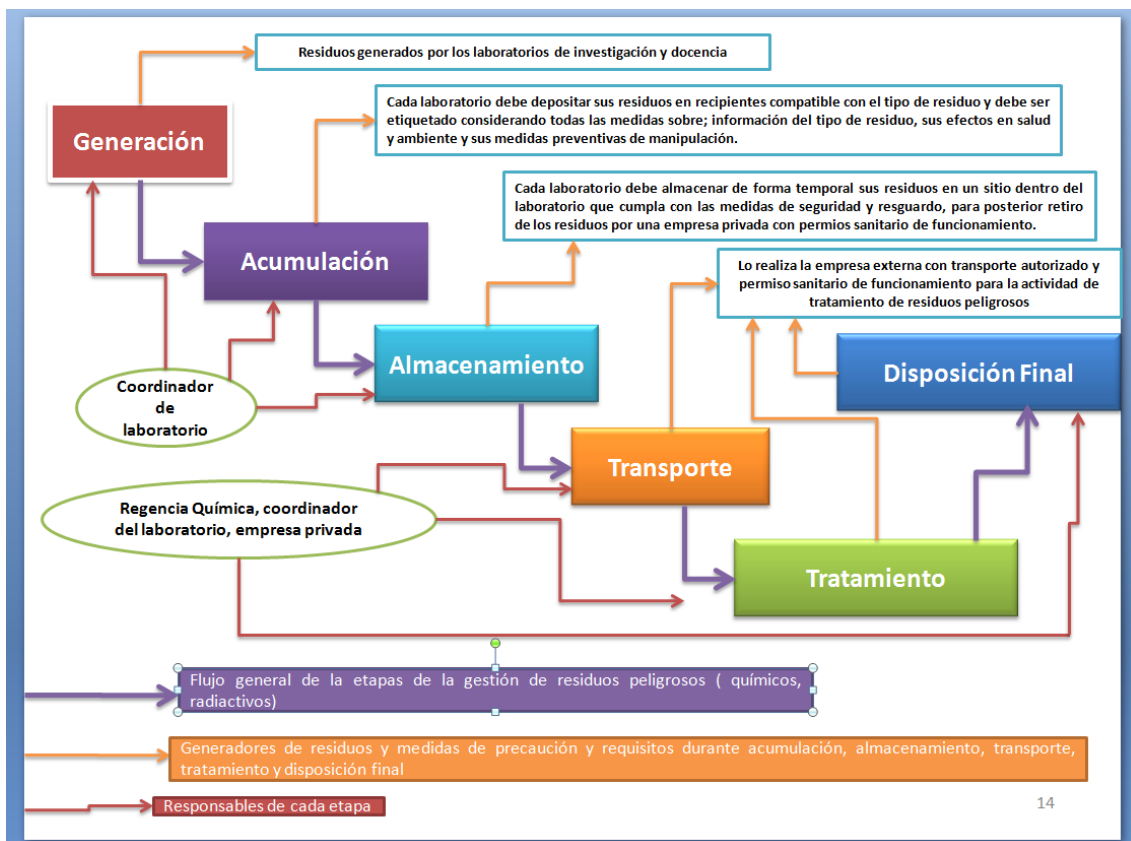 Residuos generados por los laboratorios de investigación y docencia
Generación
Cada laboratorio debe depositar sus residuos en recipientes compatible con el tipo de residuo y debe ser
etiquetado considerando todas las medidas sobre; información del tipo de residuo, sus efectos en salud
y ambiente y sus medidas preventivas de manipulación.
Cada laboratorio debe almacenar de forma temporal sus residuos en un sitio dentro del
laboratorio que cumpla con las medidas de seguridad y resguardo, para posterior retiro
de los residuos por una empresa privada con permios sanitario de funcionamiento.
Acumulación
Lo realiza la empresa externa con transporte autorizado y
permiso sanitario de funcionamiento para la actividad de
tratamiento de residuos peligrosos
Almacenamiento
Disposición Final
Coordinador
de
laboratorio
Transporte
Regencia Química, coordinador
del laboratorio, empresa privada
Tratamiento
Flujo general de la etapas de la gestión de residuos peligrosos ( químicos,
radiactivos)
Generadores de residuos y medidas de precaución y requisitos durante acumulación, almacenamiento, transporte,
tratamiento y disposición final
Responsables de cada etapa
14